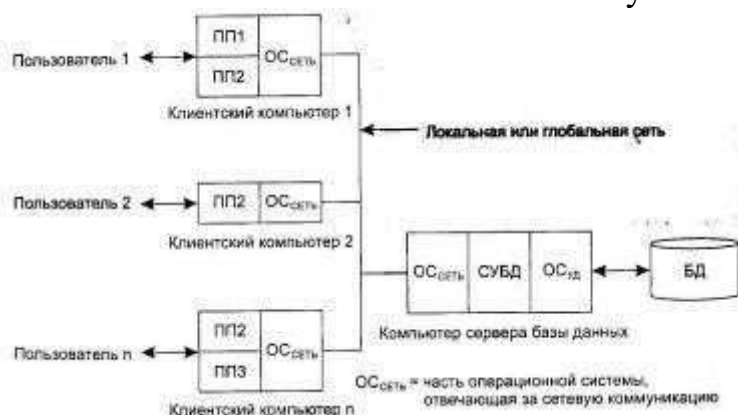 ПП1
Пользователь 1
ОСсеть
ПП2
Клиентский компьютер 1
Локальная или глобальная сеть
Пользователь 2
ПП2
ОСсеть
Клиентский компьютер 2
ОСсеть
СУБД
ОСУД
БД
Компьютер сервера базы данных
ПП2
Пользователь n
ОСсеть
ПП3
Клиентский компьютер n
ОСсеть = часть операционной системы,
отвечающая за сетевую коммуникацию